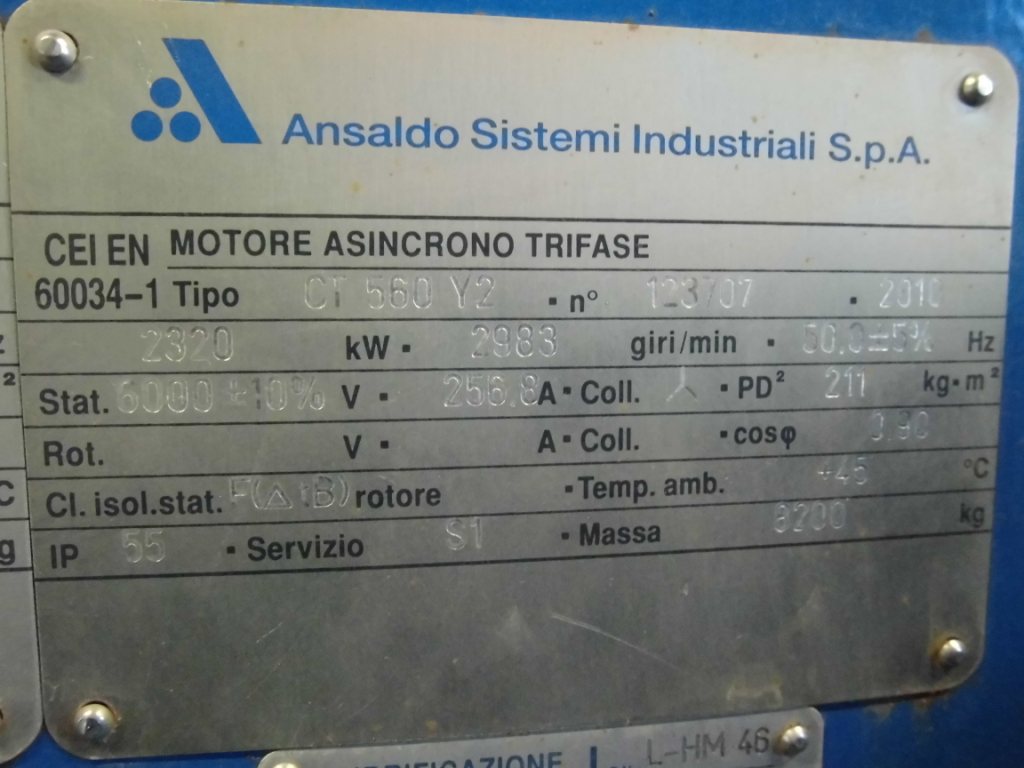 Ansaldo Sistemi Industriali S.p.A.
CEI EN MOTORE ASINCRONO TRIFASE
60034-1 Tipo CT 560 Y2 ▪ n° 123707 ▪ 2010
2320 kW ▪ 2983 giri/min ▪ 50.0±5% Hz
Stat. 6000 ±10% V ▪ 256.8 A ▪ Coll. ⅄ ▪ PD² 211 kg▪m²
Rot. V ▪ A ▪ Coll. ▪ cosφ 0.90
Cl. isol.stat. F(△tB) rotore ▪ Temp. amb. +45 °C
IP 55 ▪ Servizio S1 ▪ Massa 8200 kg
L-HM 46